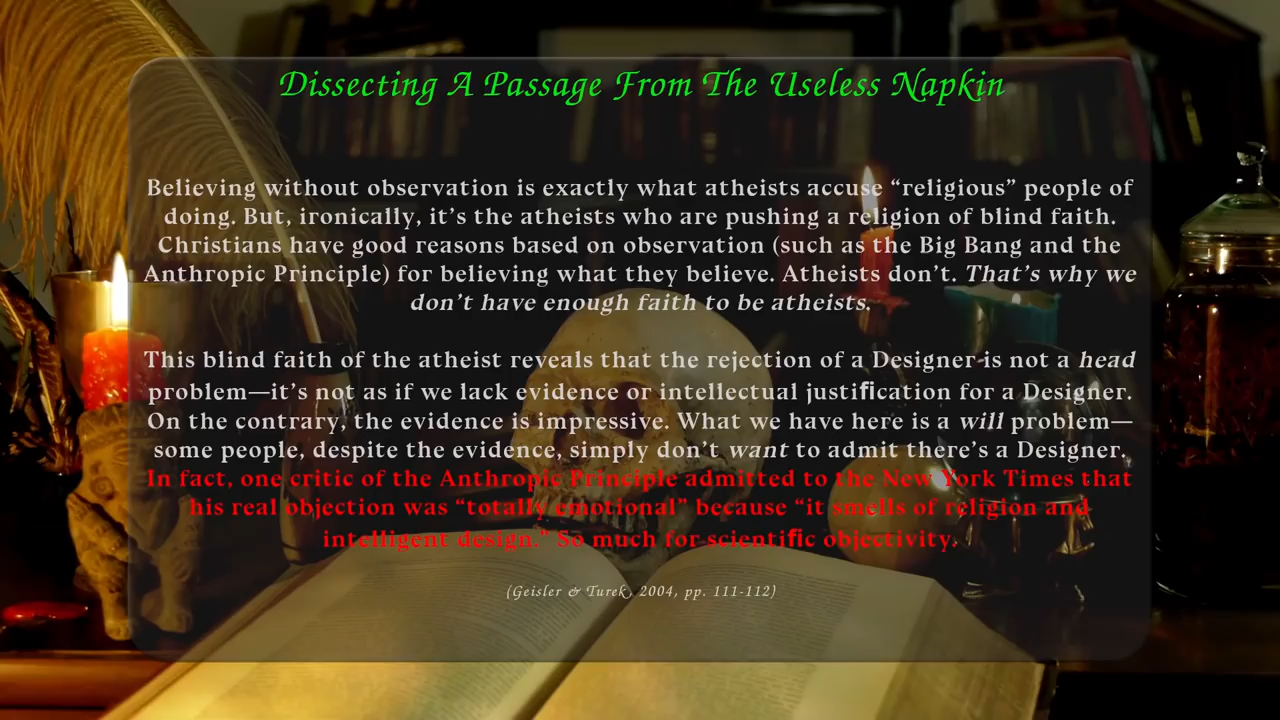 Dissecting A Passage From The Useless Napkin
Believing without observation is exactly what atheists accuse “religious” people of
doing. But, ironically, it’s the atheists who are pushing a religion of blind faith.
Christians have good reasons based on observation (such as the Big Bang and the
Anthropic Principle) for believing what they believe. Atheists don’t. That’s why we
don’t have enough faith to be atheists.
This blind faith of the atheist reveals that the rejection of a Designer is not a head
problem—it’s not as if we lack evidence or intellectual justification for a Designer.
On the contrary, the evidence is impressive. What we have here is a will problem—
some people, despite the evidence, simply don’t want to admit there’s a Designer.
In fact, one critic of the Anthropic Principle admitted to the New York Times that
his real objection was “totally emotional” because “it smells of religion and
intelligent design.” So much for scientific objectivity.
(Geisler & Turek, 2004, pp. 111-112)